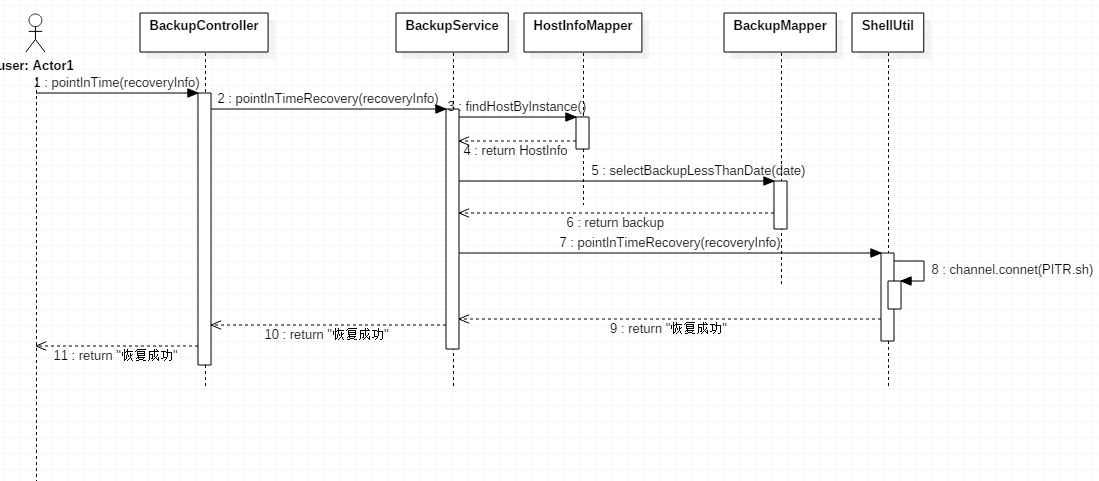 BackupController
BackupService
HostInfoMapper
BackupMapper
ShellUtil
user: Actor1
1 : pointInTime(recoveryInfo)
2 : pointInTimeRecovery(recoveryInfo)
3 : findHostByInstance()
4 : return HostInfo
5 : selectBackupLessThanDate(date)
6 : return backup
7 : pointInTimeRecovery(recoveryInfo)
8 : channel.connet(PITR.sh)
9 : return "恢复成功"
10 : return "恢复成功"
11 : return "恢复成功"